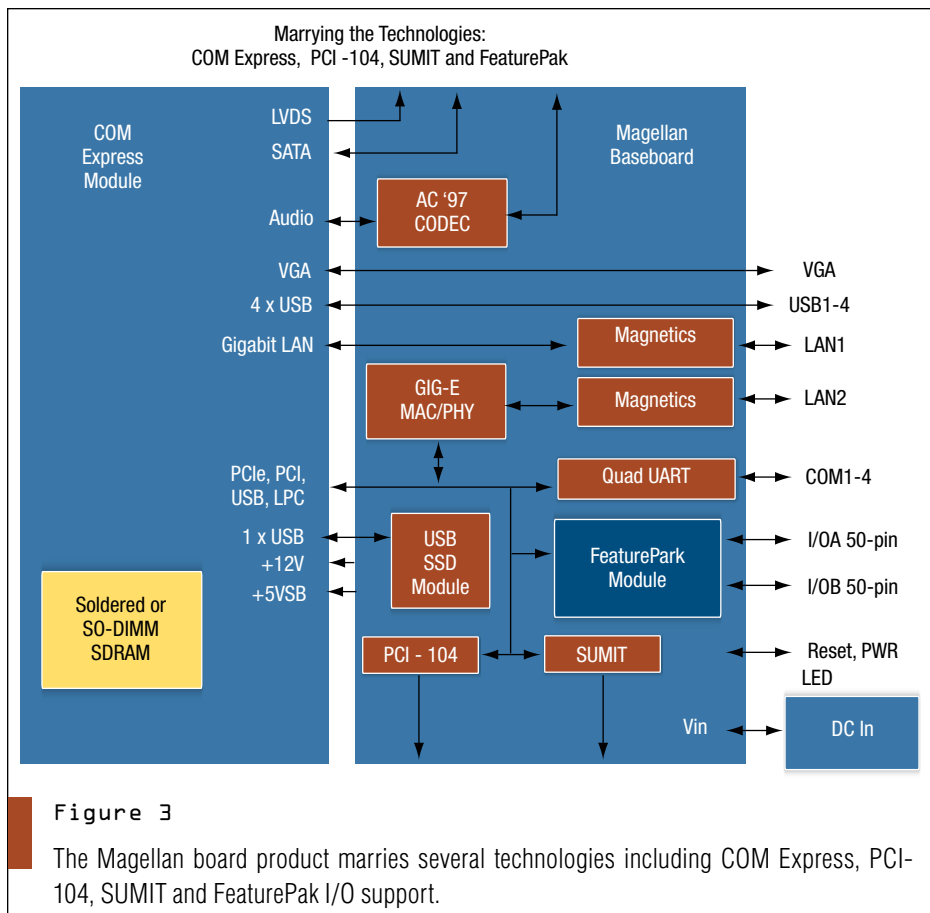 Marrying the Technologies:
COM Express, PCI -104, SUMIT and FeaturePak
COM
Express
Module
LVDS
SATA
Audio
VGA
4 x USB
Gigabit LAN
PCIe, PCI,
USB, LPC
1 x USB
+12V
+5VSB
Soldered or
SO-DIMM
SDRAM
Magellan
Baseboard
AC ‘97
CODEC
Magnetics
GIG-E
MAC/PHY
Magnetics
Quad UART
USB
SSD
Module
FeaturePark
Module
PCI - 104
SUMIT
Vin
VGA
USB1-4
LAN1
LAN2
COM1-4
I/OA 50-pin
I/OB 50-pin
Reset, PWR
LED
DC In
Figure 3
The Magellan board product marries several technologies including COM Express, PCI-
104, SUMIT and FeaturePak I/O support.